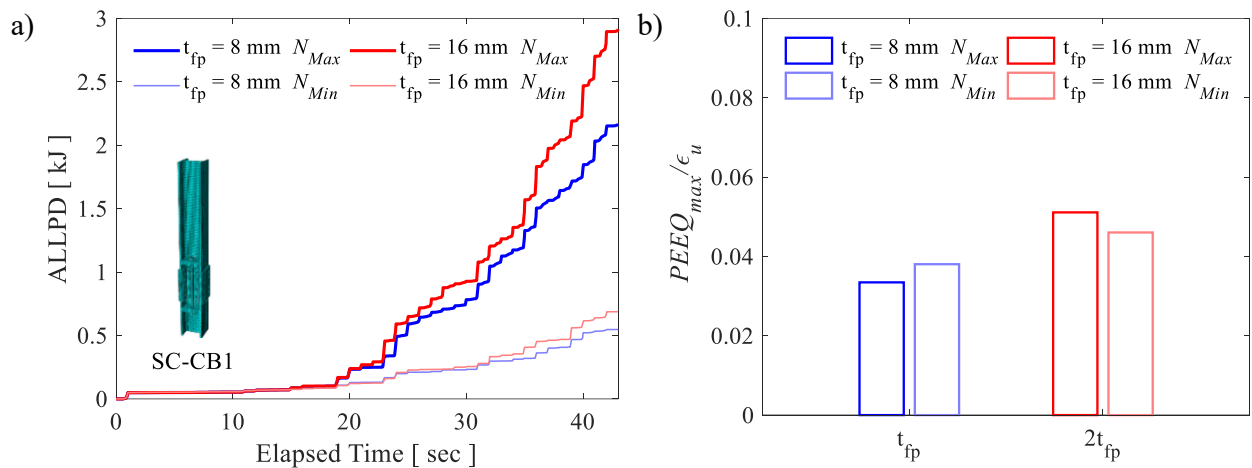 a)
ALLPD [ kJ ]
3
2.5
2
1.5
1
0.5
0
t_fp = 8 mm N_Max
t_fp = 16 mm N_Max
t_fp = 8 mm N_Min
t_fp = 16 mm N_Min
SC-CB1
0 10 20 30 40
Elapsed Time [ sec ]
b)
PEEQ_max/ϵ_u
0.1
0.08
0.06
0.04
0.02
0
t_fp = 8 mm N_Max
t_fp = 16 mm N_Max
t_fp = 8 mm N_Min
t_fp = 16 mm N_Min
t_fp 2t_fp